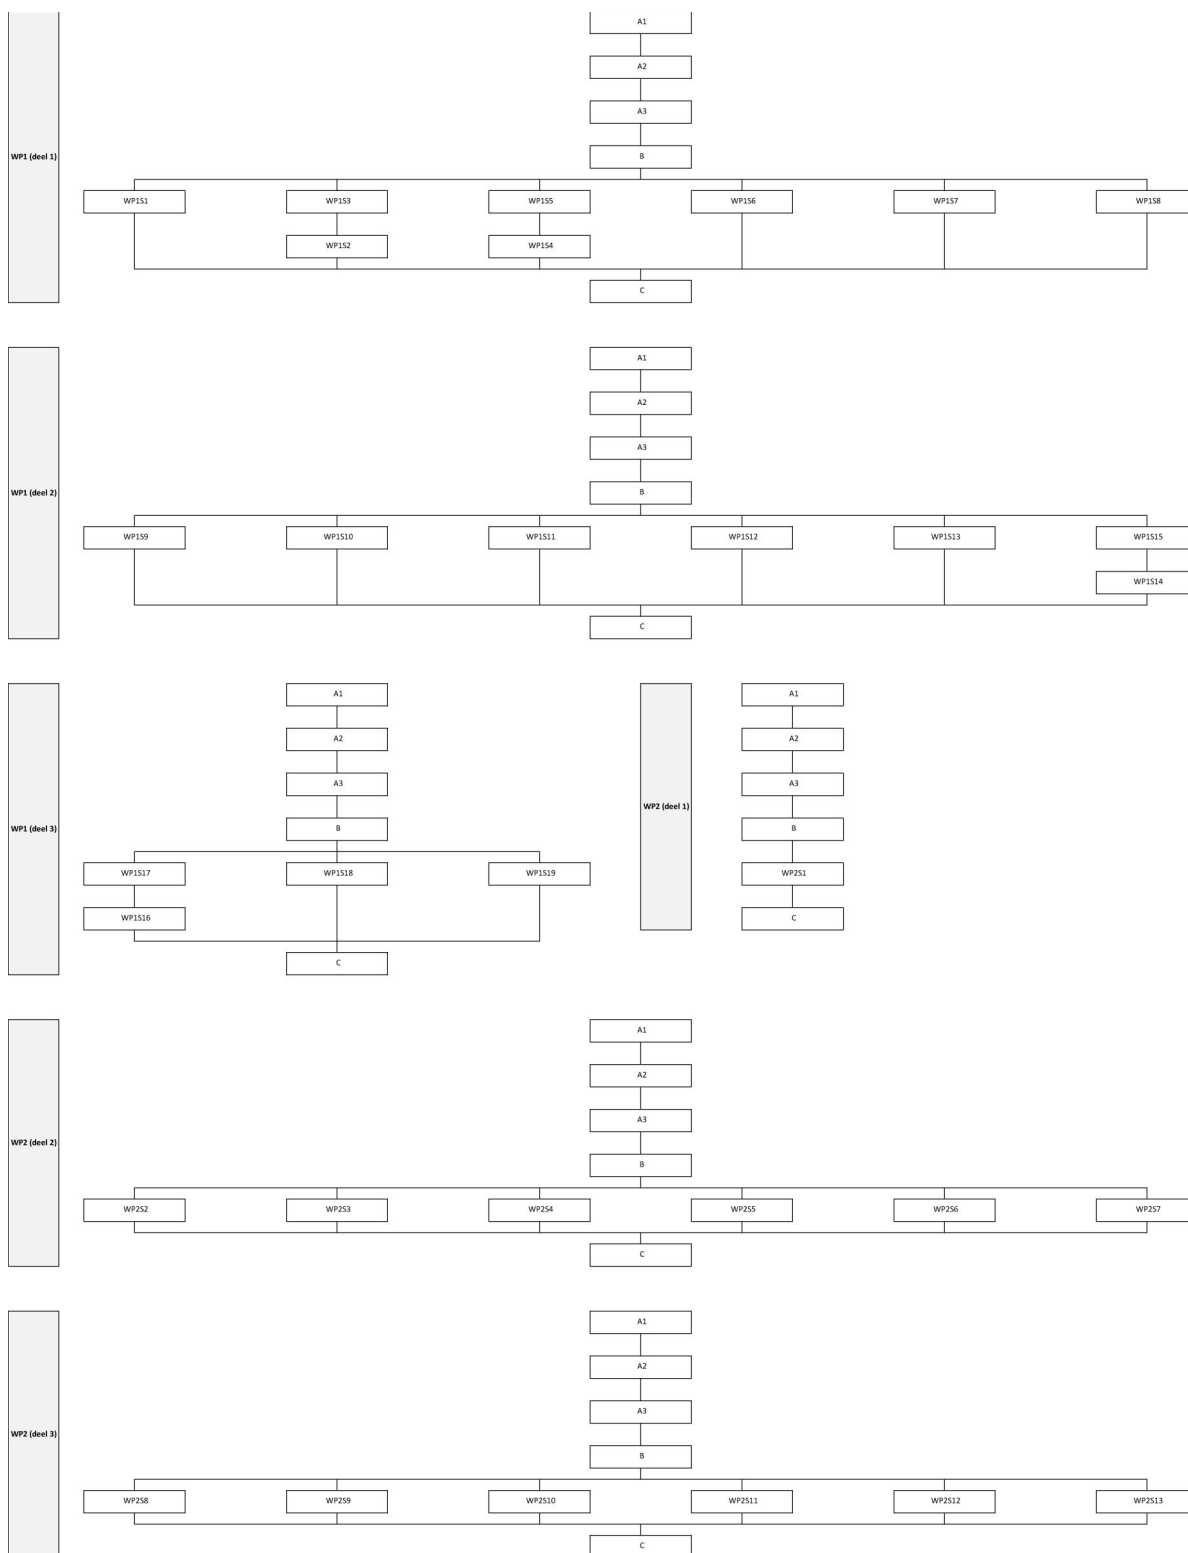 A1
A2
A3
WP1 (deel 1)
B
WP1S1 WP1S3 WP1S5 WP1S6 WP1S7 WP1S8
WP1S2 WP1S4
C
A1
A2
A3
WP1 (deel 2)
B
WP1S9 WP1S10 WP1S11 WP1S12 WP1S13 WP1S15
WP1S14
C
A1
A2
A3
WP1 (deel 3)
B
WP1S17 WP1S18 WP1S19
WP1S16
C
A1
A2
A3
WP2 (deel 1)
B
WP2S1
C
A1
A2
A3
WP2 (deel 2)
B
WP2S2 WP2S3 WP2S4 WP2S5 WP2S6 WP2S7
C
A1
A2
A3
WP2 (deel 3)
B
WP2S8 WP2S9 WP2S10 WP2S11 WP2S12 WP2S13
C